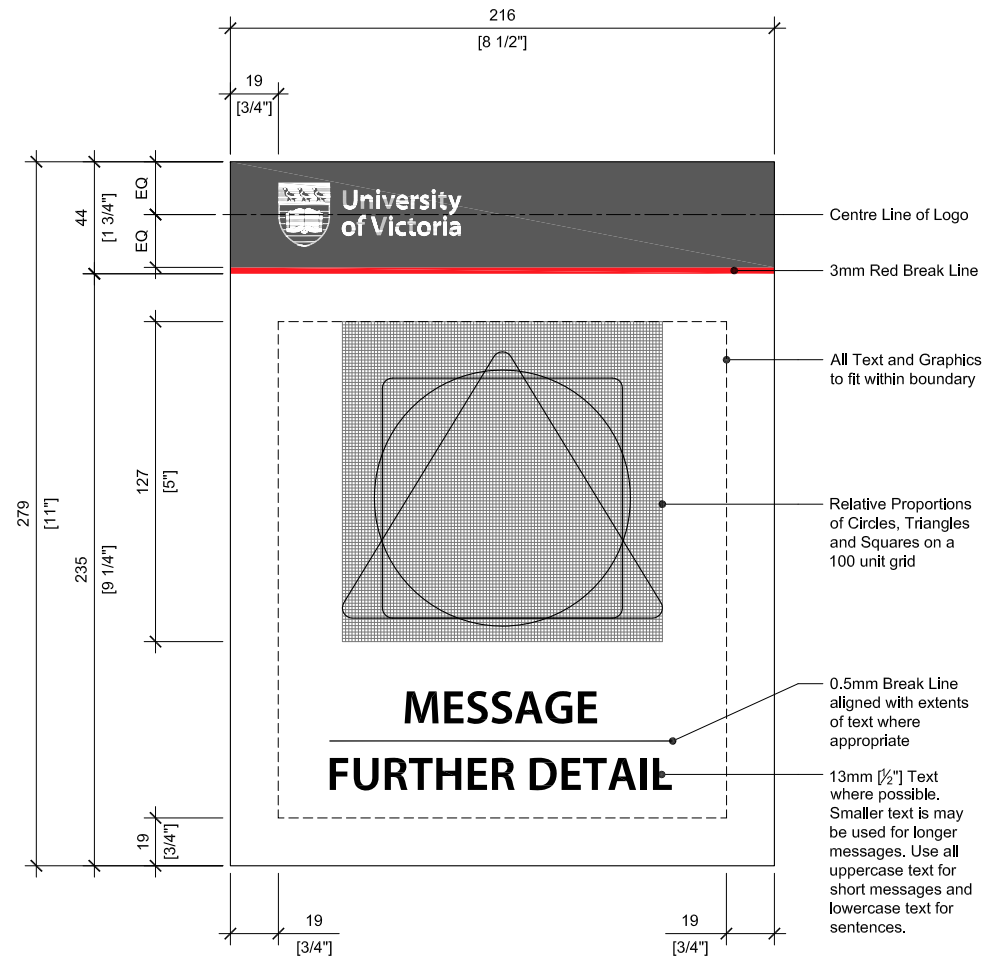 216
[8 1/2"]
19
[3/4"]
EQ
EQ
44
[1 3/4"]
University
of Victoria
Centre Line of Logo
3mm Red Break Line
All Text and Graphics
to fit within boundary
127
[5"]
279
[11"]
235
[9 1/4"]
Relative Proportions
of Circles, Triangles
and Squares on a
100 unit grid
MESSAGE
FURTHER DETAIL
0.5mm Break Line
aligned with extents
of text where
appropriate
13mm [½"] Text
where possible.
Smaller text is may
be used for longer
messages. Use all
uppercase text for
short messages and
lowercase text for
sentences.
19
[3/4"]
19
[3/4"]
19
[3/4"]